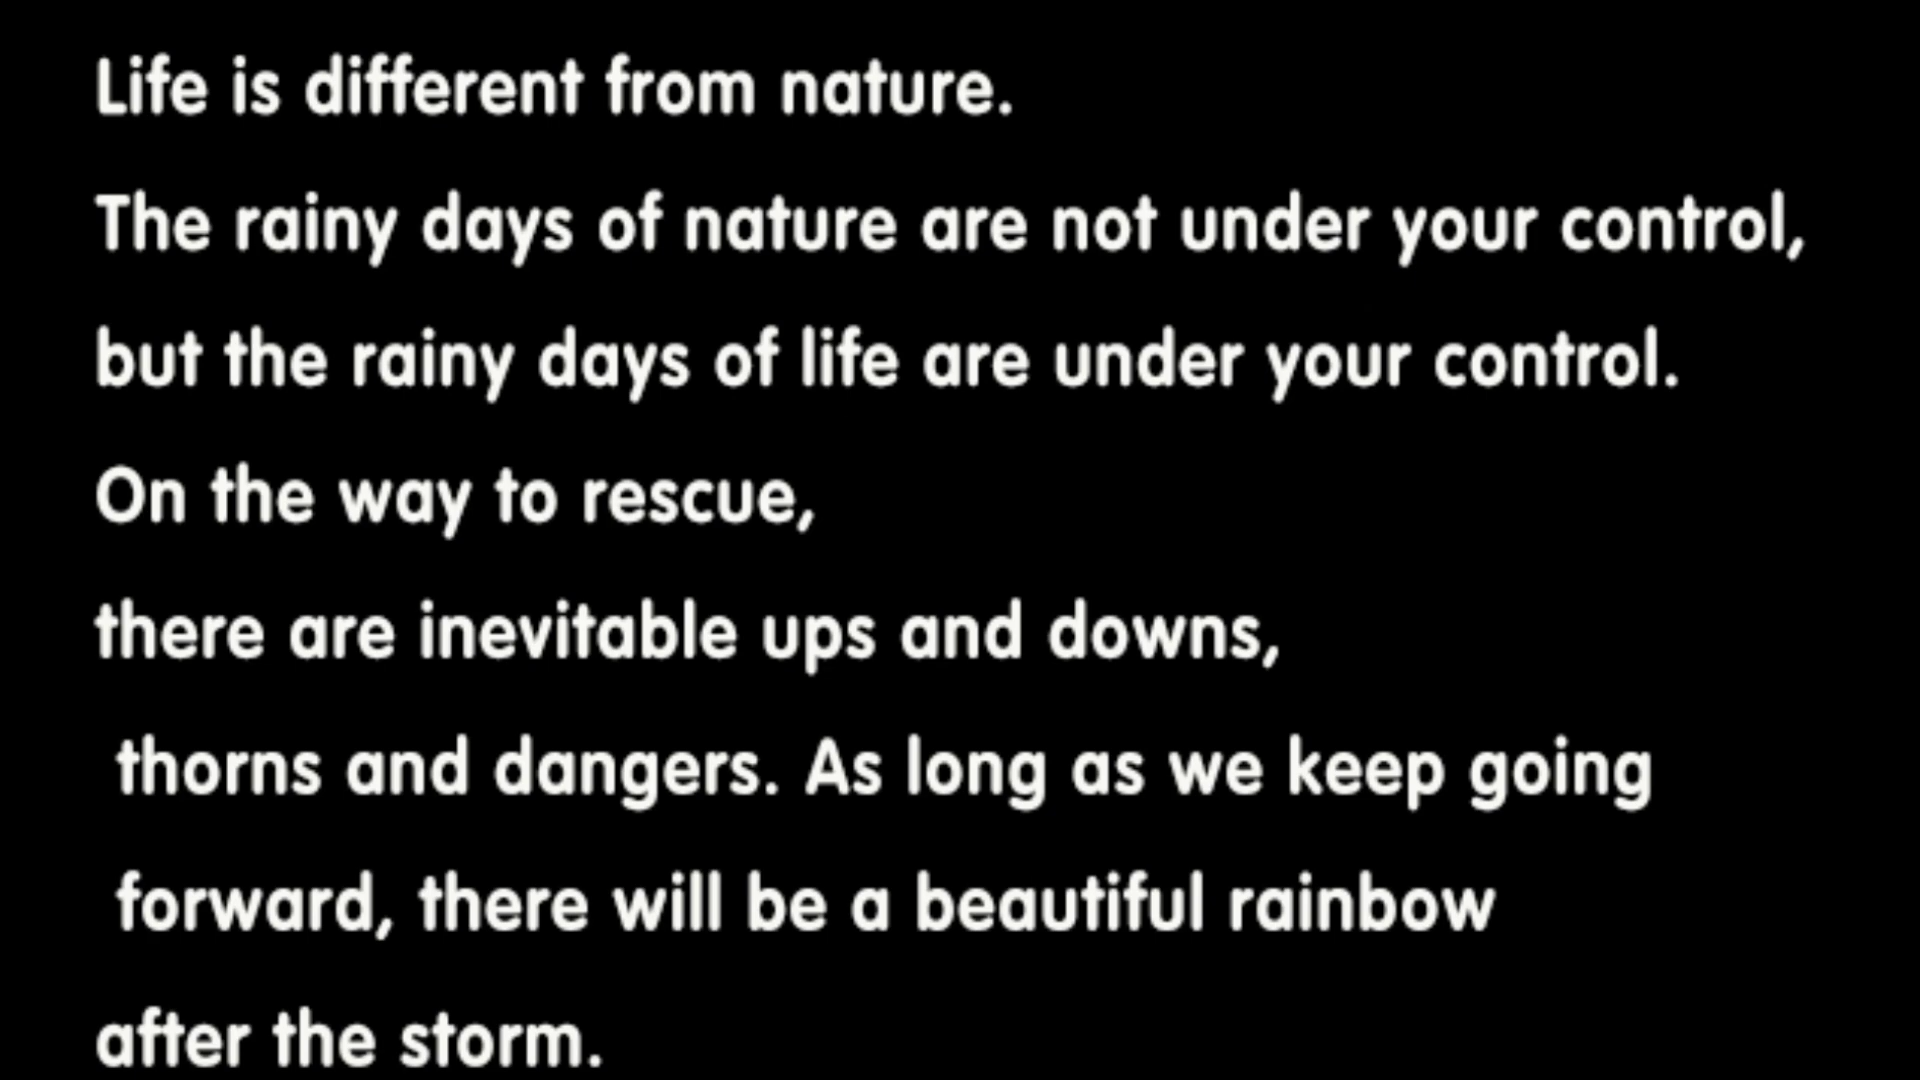 Life is different from nature.
The rainy days of nature are not under your control,
but the rainy days of life are under your control.
On the way to rescue,
there are inevitable ups and downs,
thorns and dangers. As long as we keep going
forward, there will be a beautiful rainbow
after the storm.